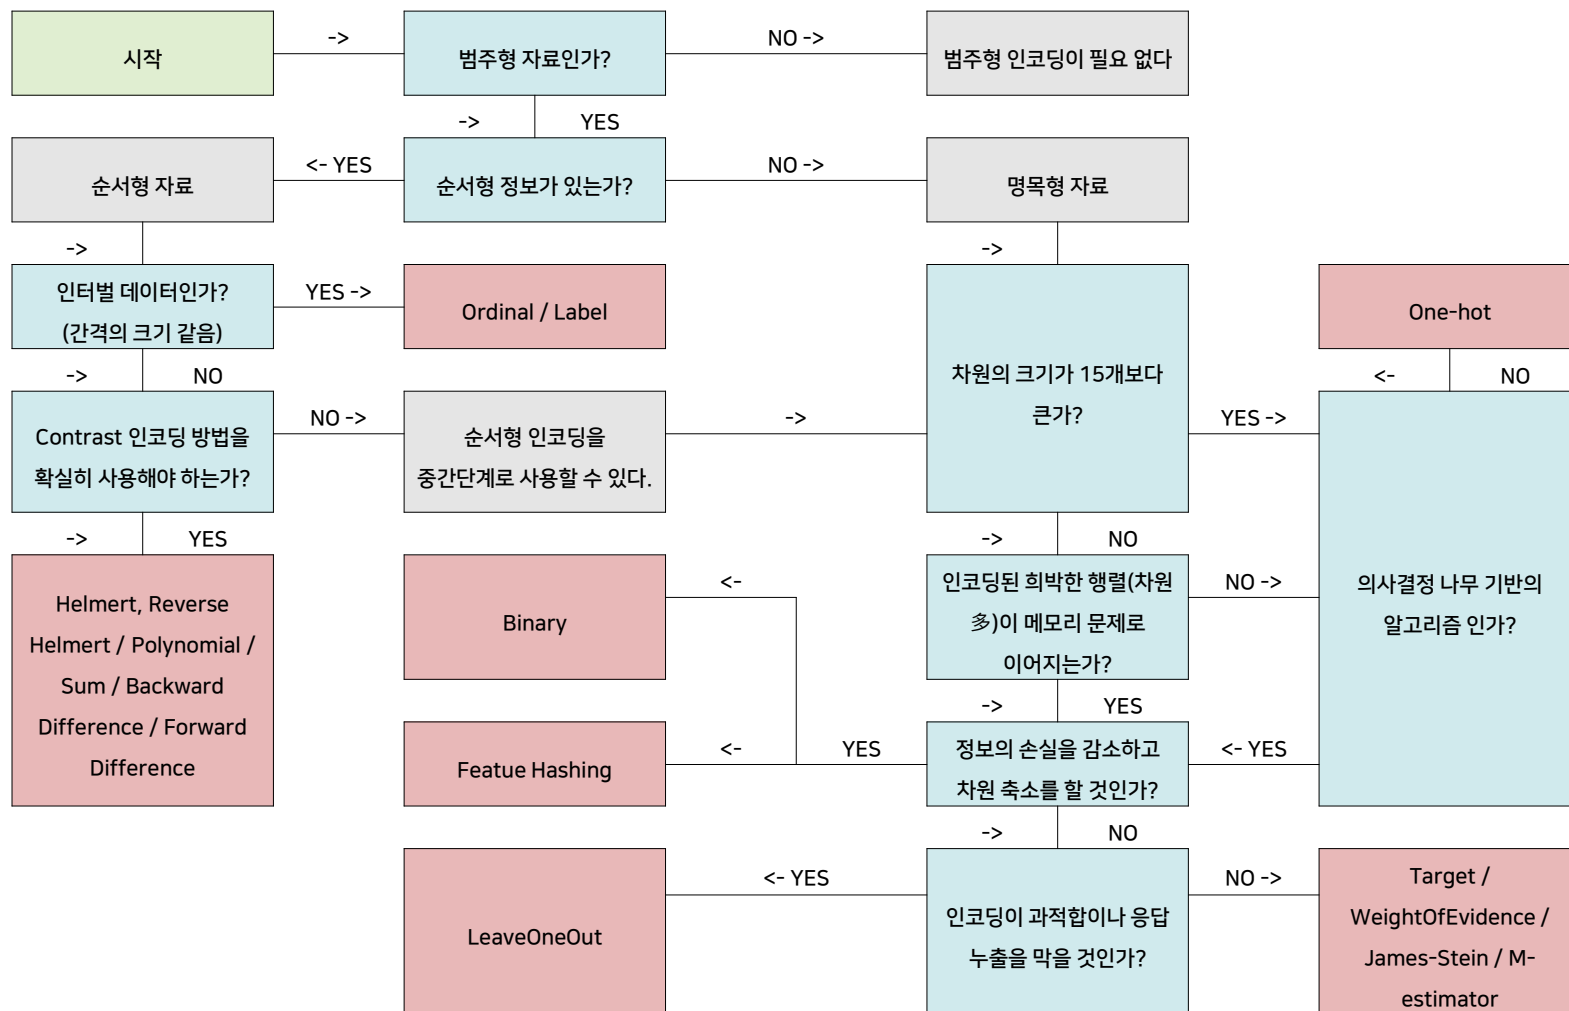 시작
->
범주형 자료인가?
NO ->
범주형 인코딩이 필요 없다
->
YES
순서형 자료
<- YES
순서형 정보가 있는가?
NO ->
명목형 자료
->
->
인터벌 데이터인가?
(간격의 크기 같음)
YES ->
Ordinal / Label
One-hot
->
NO
차원의 크기가 15개보다
큰가?
<-
NO
Contrast 인코딩 방법을
확실히 사용해야 하는가?
NO ->
순서형 인코딩을
중간단계로 사용할 수 있다.
->
YES ->
->
YES
->
NO
Helmert, Reverse
Helmert / Polynomial /
Sum / Backward
Difference / Forward
Difference
Binary
<-
인코딩된 희박한 행렬(차원
多)이 메모리 문제로
이어지는가?
NO ->
의사결정 나무 기반의
알고리즘 인가?
->
YES
Featue Hashing
<-
YES
정보의 손실을 감소하고
차원 축소를 할 것인가?
<- YES
->
NO
LeaveOneOut
<- YES
인코딩이 과적합이나 응답
누출을 막을 것인가?
NO ->
Target /
WeightOfEvidence /
James-Stein / M-
estimator